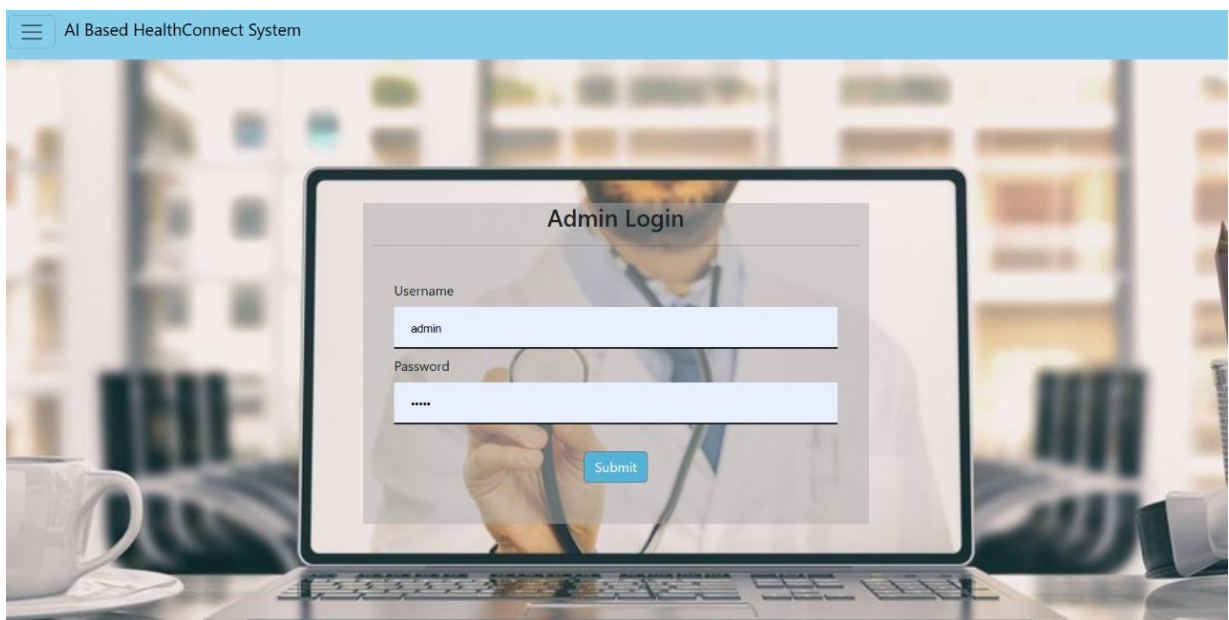 AI Based HealthConnect System
Admin Login
Username
admin
Password
•••••
Submit